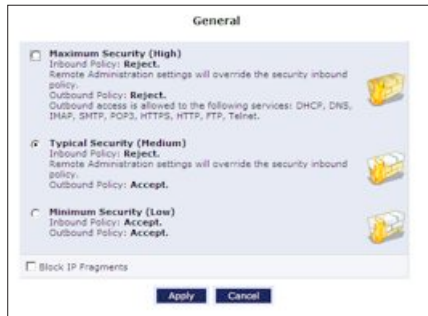 General
Maximum Security (High)
Inbound Policy: Reject.
Remote Administration settings will override the security inbound
policy.
Outbound Policy: Reject.
Outbound access is allowed to the following services: DHCP, DNS,
IMAP, SMTP, POP3, HTTPS, HTTP, FTP, Telnet.
Typical Security (Medium)
Inbound Policy: Reject.
Remote Administration settings will override the security inbound
policy.
Outbound Policy: Accept.
Minimum Security (Low)
Inbound Policy: Accept.
Outbound Policy: Accept.
Block IP Fragments
Apply Cancel